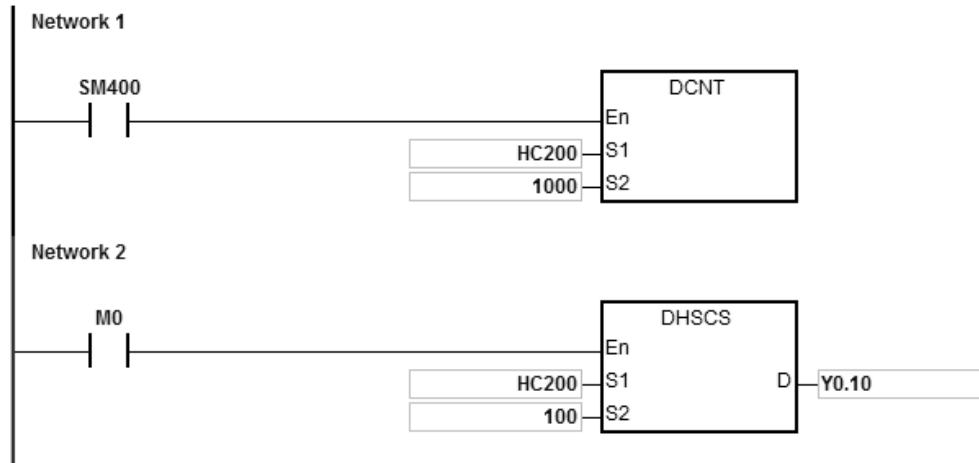 Network 1
SM400
DCNT
En
HC200 S1
1000 S2
Network 2
M0
DHSCS
En
HC200 S1 D Y0.10
100 S2